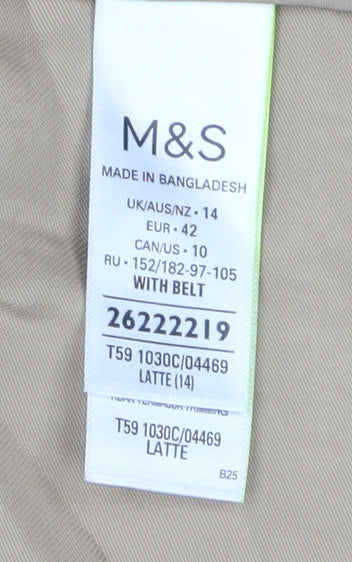 M&S
MADE IN BANGLADESH
UK/AUS/NZ • 14
EUR • 42
CAN/US • 10
RU • 152/182-97-105
WITH BELT
26222219
T59 1030C/04469
LATTE (14)
T59 1030C/04469
LATTE
B25